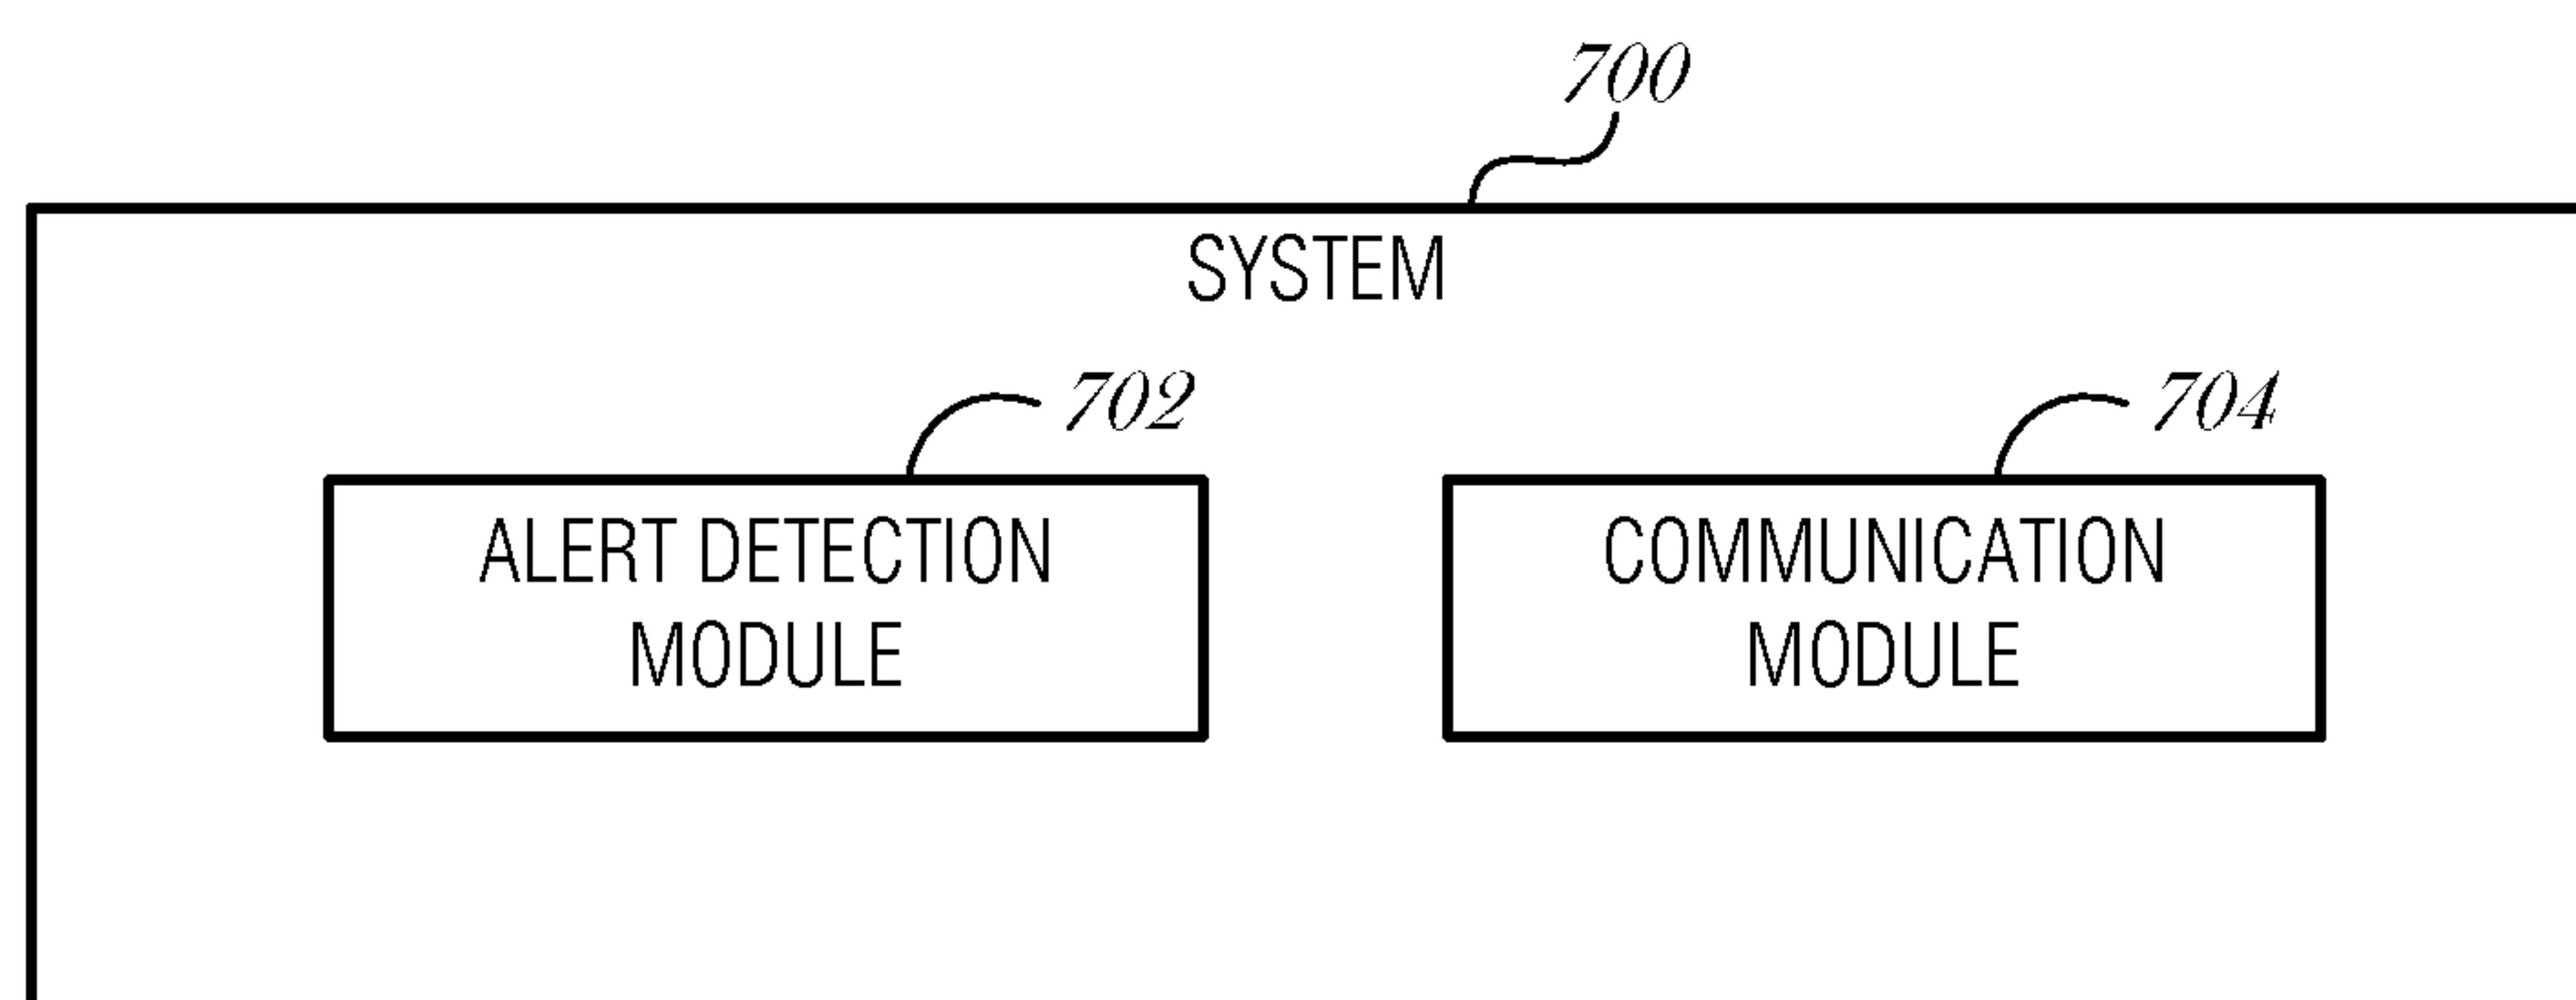 700
SYSTEM
702
704
ALERT DETECTION
MODULE
COMMUNICATION
MODULE